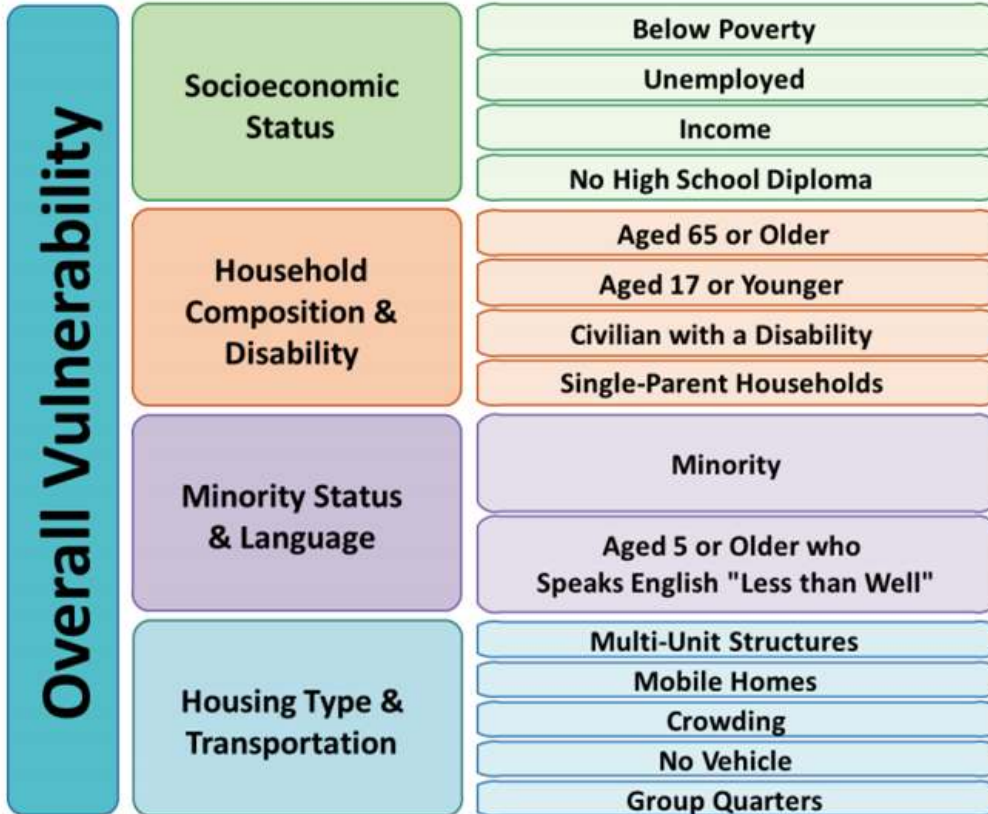 Overall Vulnerability
Socioeconomic
Status
Below Poverty
Unemployed
Income
No High School Diploma
Household
Composition &
Disability
Aged 65 or Older
Aged 17 or Younger
Civilian with a Disability
Single-Parent Households
Minority Status
& Language
Minority
Aged 5 or Older who
Speaks English "Less than Well"
Housing Type &
Transportation
Multi-Unit Structures
Mobile Homes
Crowding
No Vehicle
Group Quarters